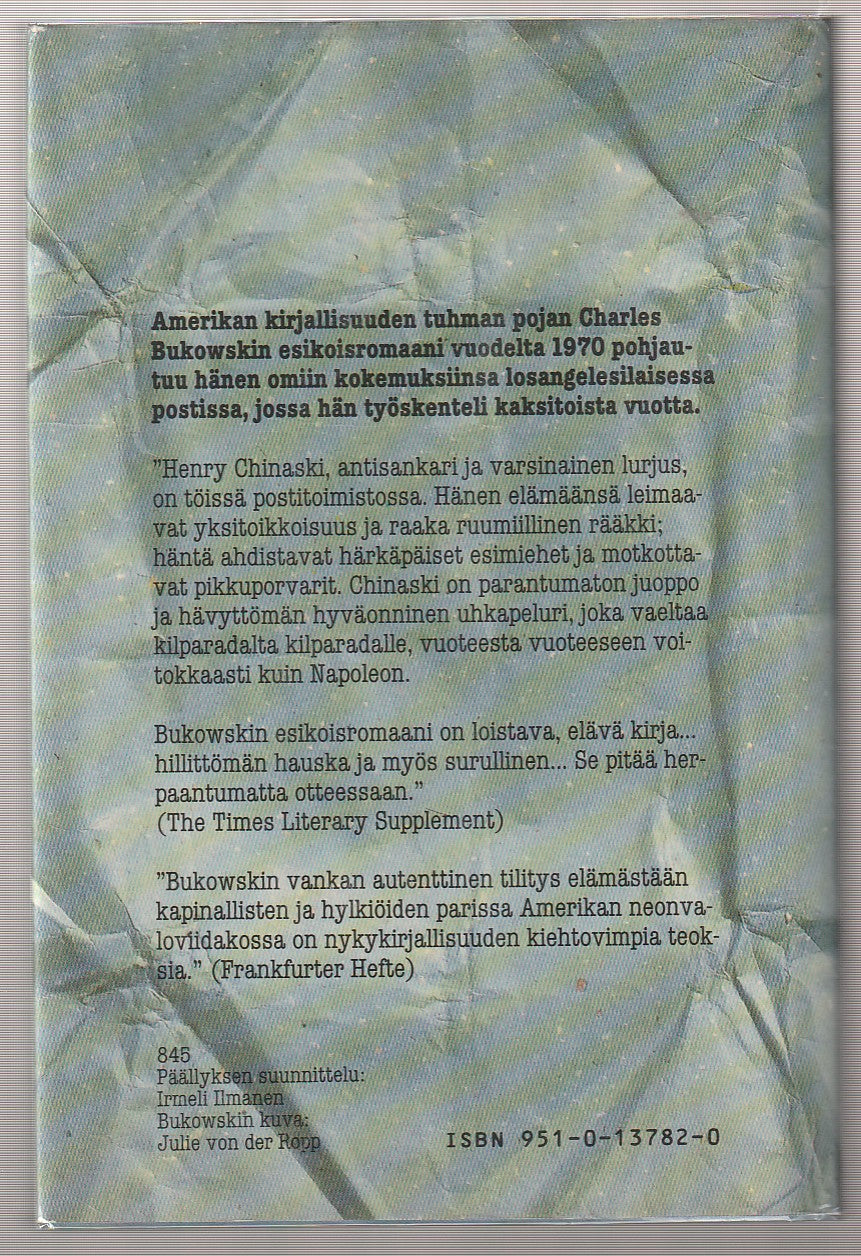 Amerikan kirjallisuuden tuhman pojan Charles
Bukowskin esikoisromaani vuodelta 1970 pohjau-
tuu hänen omiin kokemuksiinsa losangelesilaisessa
postissa, jossa hän työskenteli kaksitoista vuotta.
"Henry Chinaski, antisankari ja varsinainen lurjus,
on töissä postitoimistossa. Hänen elämäänsä leimaa-
vat yksitoikkoisuus ja raaka ruumiillinen rääkki;
häntä ahdistavat härkäpäiset esimiehet ja motkotta-
vat pikkuporvarit. Chinaski on parantumaton juoppo
ja hävyttömän hyväonninen uhkapeluri, joka vaeltaa
kilparadalta kilparadalle, vuoteesta vuoteeseen voi-
tokkaasti kuin Napoleon.
Bukowskin esikoisromaani on loistava, elävä kirja...
hillittömän hauska ja myös surullinen... Se pitää her-
paantumatta otteessaan."
(The Times Literary Supplement)
"Bukowskin vankan autenttinen tilitys elämästään
kapinallisten ja hylkiöiden parissa Amerikan neonva-
loviidakossa on nykykirjallisuuden kiehtovimpia teok-
sia." (Frankfurter Hefte)
845
Päällyksen suunnittelu:
Irmeli Ilmanen
Bukowskin kuva:
Julie von der Ropp
ISBN 951-0-13782-0